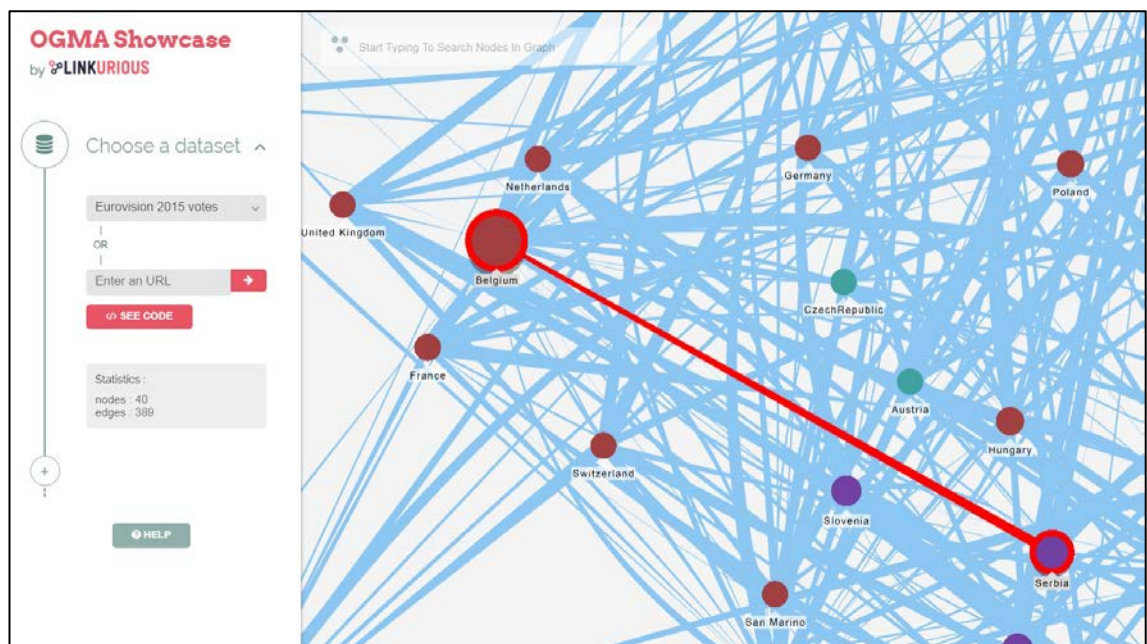 OGMA Showcase
by LINKURIOUS
Choose a dataset
Eurovision 2015 votes
OR
Enter an URL
</> SEE CODE
Statistics :
nodes : 40
edges : 389
+
? HELP
Start Typing To Search Nodes In Graph
Netherlands
Germany
Poland
United Kingdom
Belgium
CzechRepublic
France
Austria
Hungary
Switzerland
Slovenia
Serbia
San Marino